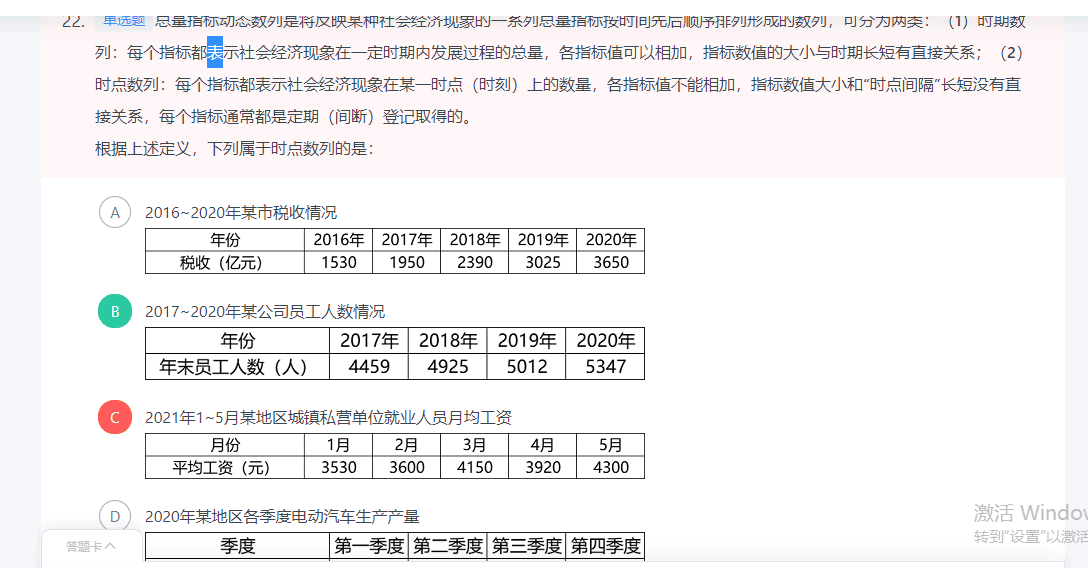 22. 单选题 总量指标动态数列是将反映某种社会经济现象的一系列总量指标按时间先后顺序排列形成的数列，可分为两类：（1）时期数
列：每个指标都表示社会经济现象在一定时期内发展过程的总量，各指标值可以相加，指标数值的大小与时期长短有直接关系；（2）
时点数列：每个指标都表示社会经济现象在某一时点（时刻）上的数量，各指标值不能相加，指标数值大小和“时点间隔”长短没有直
接关系，每个指标通常都是定期（间断）登记取得的。
根据上述定义，下列属于时点数列的是：
A 2016~2020年某市税收情况
年份 2016年 2017年 2018年 2019年 2020年
税收（亿元） 1530 1950 2390 3025 3650
B 2017~2020年某公司员工人数情况
年份 2017年 2018年 2019年 2020年
年末员工人数（人） 4459 4925 5012 5347
C 2021年1~5月某地区城镇私营单位就业人员月均工资
月份 1月 2月 3月 4月 5月
平均工资（元） 3530 3600 4150 3920 4300
D 2020年某地区各季度电动汽车生产产量
季度 第一季度 第二季度 第三季度 第四季度
答题卡
激活 Windov
转到“设置”以激活